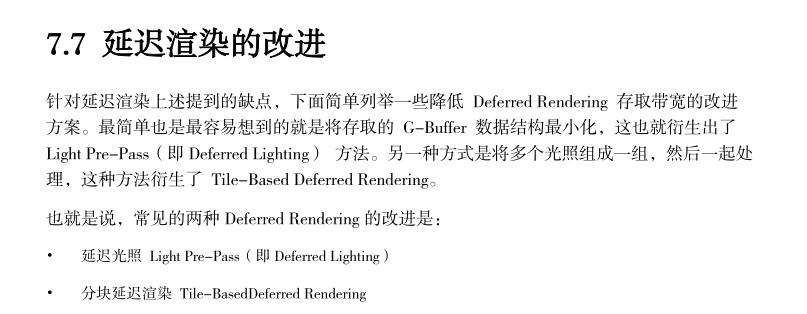 7.7 延迟渲染的改进
针对延迟渲染上述提到的缺点，下面简单列举一些降低 Deferred Rendering 存取带宽的改进
方案。最简单也是最容易想到的就是将存取的 G-Buffer 数据结构最小化，这也就衍生出了
Light Pre-Pass（即 Deferred Lighting） 方法。另一种方式是将多个光照组成一组，然后一起处
理，这种方法衍生了 Tile-Based Deferred Rendering。
也就是说，常见的两种 Deferred Rendering 的改进是：
• 延迟光照 Light Pre-Pass（即 Deferred Lighting）
• 分块延迟渲染 Tile-BasedDeferred Rendering